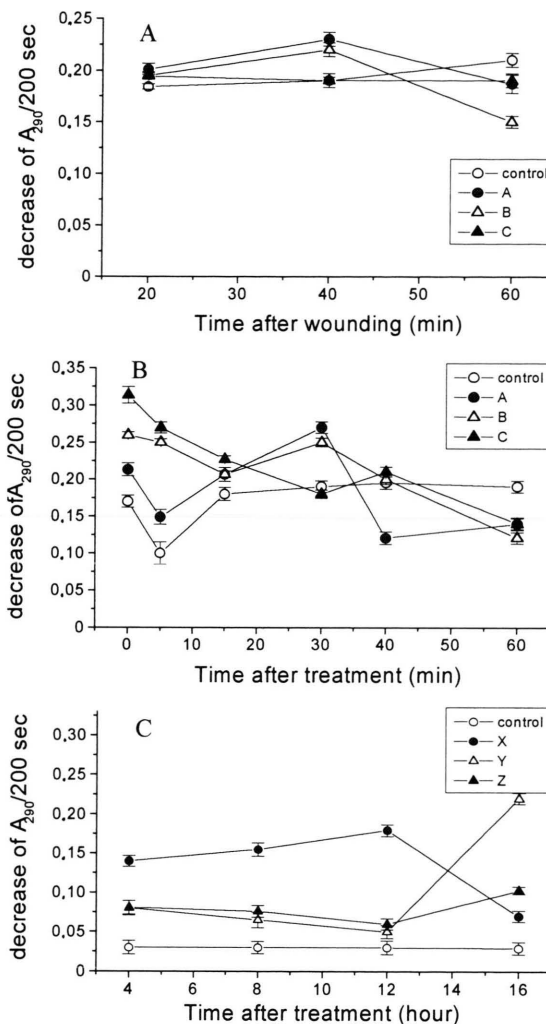 A
decrease of A290/200 sec
0,25
0,20
0,15
0,10
0,05
0
20
30
40
50
60
control
A
B
C
Time after wounding (min)
B
decrease ofA290/200 sec
0,35
0,30
0,25
0,20
0,15
0,10
0,05
0
0
10
20
30
40
50
60
control
A
B
C
Time after treatment (min)
C
decrease of A290/200 sec
0,30
0,25
0,20
0,15
0,10
0,05
0,00
4
6
8
10
12
14
16
control
X
Y
Z
Time after treatment (hour)